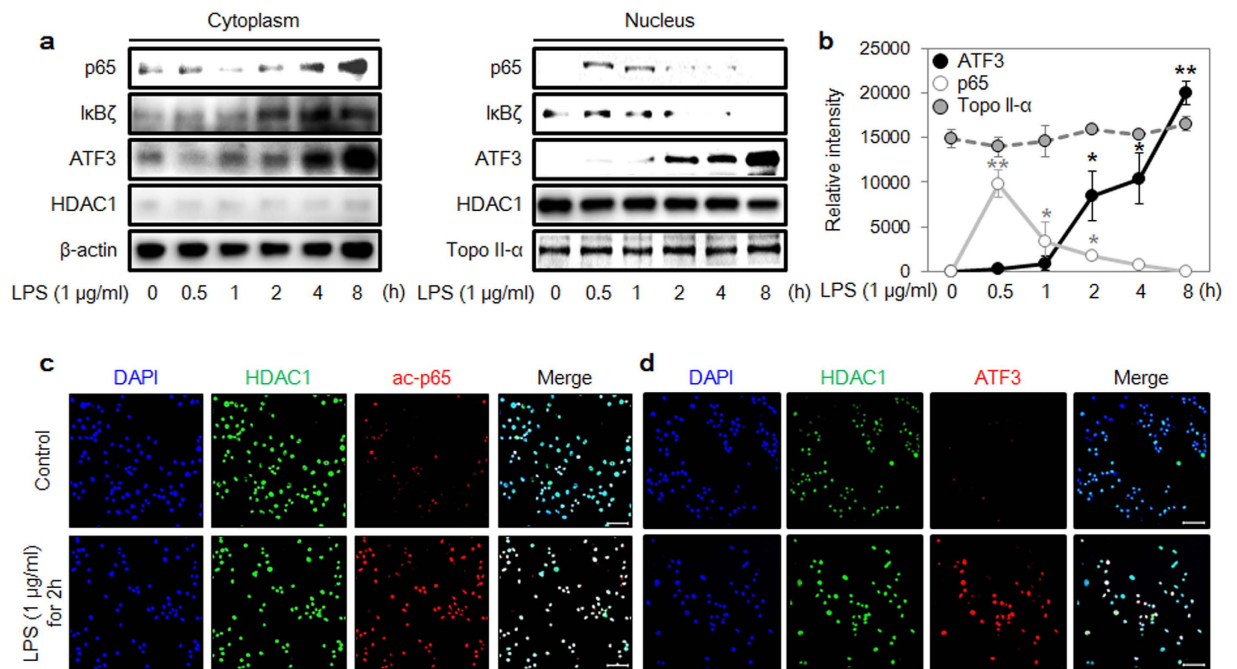 a
Cytoplasm
p65
IκBζ
ATF3
HDAC1
β-actin
LPS (1 μg/ml) 0 0.5 1 2 4 8 (h)
Nucleus
p65
IκBζ
ATF3
HDAC1
Topo II-α
LPS (1 μg/ml) 0 0.5 1 2 4 8 (h)
b
ATF3
p65
Topo II-α
Relative intensity
25000
20000
15000
10000
5000
0
**
*
*
**
*
*
LPS (1 μg/ml) 0 0.5 1 2 4 8 (h)
c
DAPI HDAC1 ac-p65 Merge
Control
LPS (1 μg/ml)
for 2h
d
DAPI HDAC1 ATF3 Merge